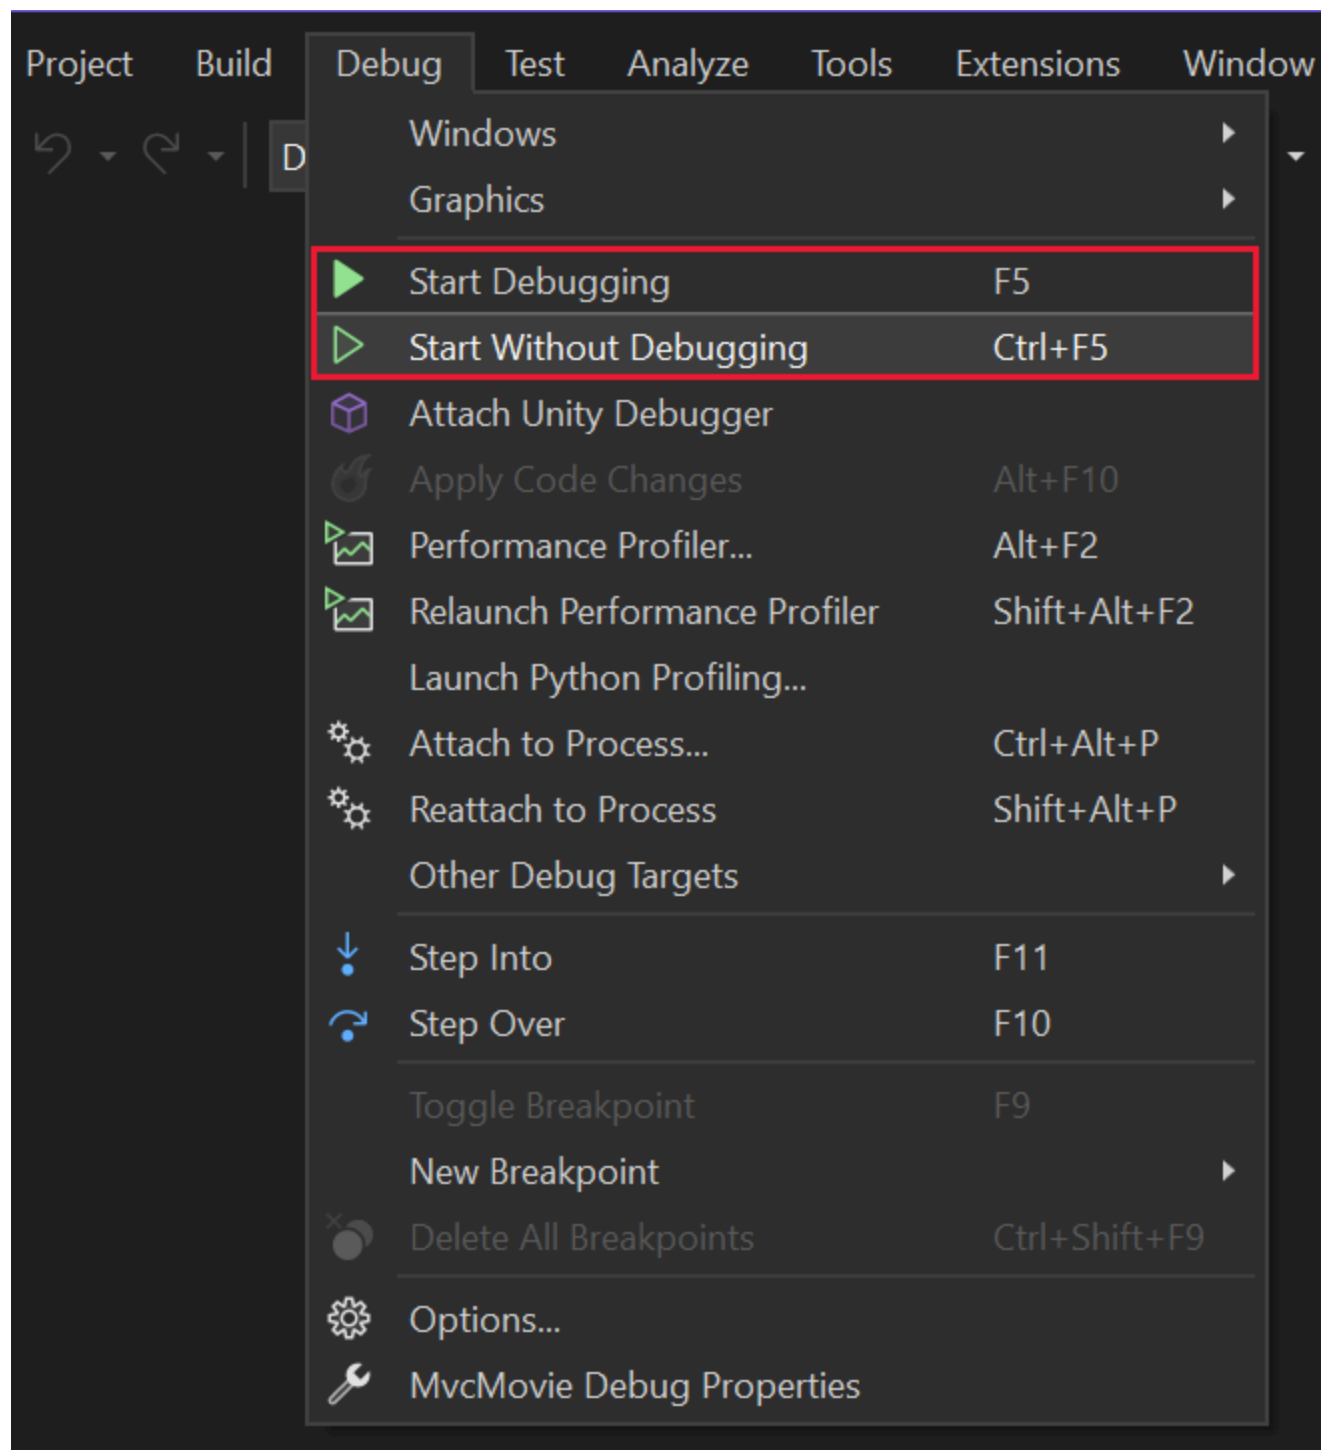 Project Build Debug Test Analyze Tools Extensions Window
D
Windows
Graphics
Start Debugging F5
Start Without Debugging Ctrl+F5
Attach Unity Debugger
Apply Code Changes Alt+F10
Performance Profiler... Alt+F2
Relaunch Performance Profiler Shift+Alt+F2
Launch Python Profiling...
Attach to Process... Ctrl+Alt+P
Reattach to Process Shift+Alt+P
Other Debug Targets
Step Into F11
Step Over F10
Toggle Breakpoint F9
New Breakpoint
Delete All Breakpoints Ctrl+Shift+F9
Options...
MvcMovie Debug Properties